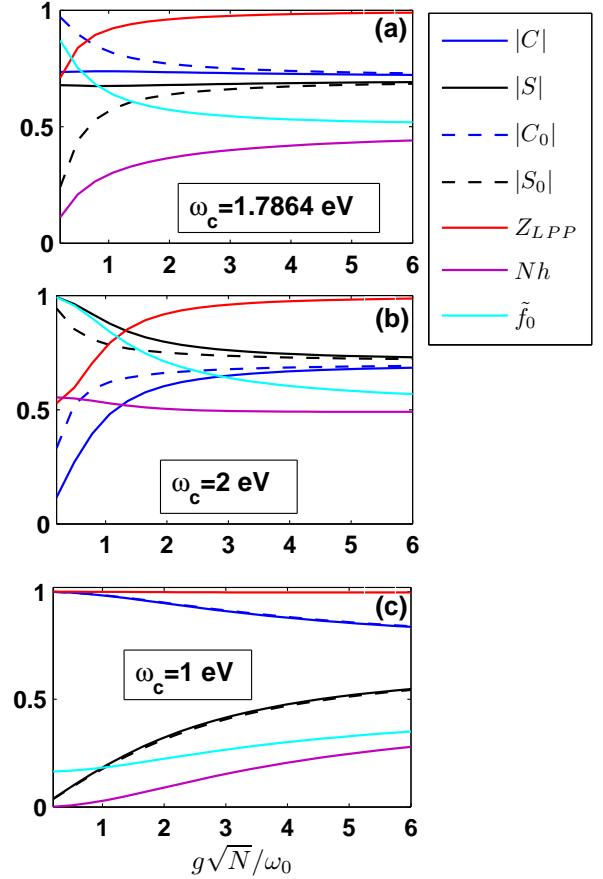 (a)
1
0.5
0
1 2 3 4 5 6
ω_c=1.7864 eV
(b)
1
0.5
0
1 2 3 4 5 6
ω_c=2 eV
(c)
1
0.5
0
1 2 3 4 5 6
ω_c=1 eV
g√N/ω_0
|C|
|S|
|C_0|
|S_0|
Z_{LPP}
Nh
f̃_0